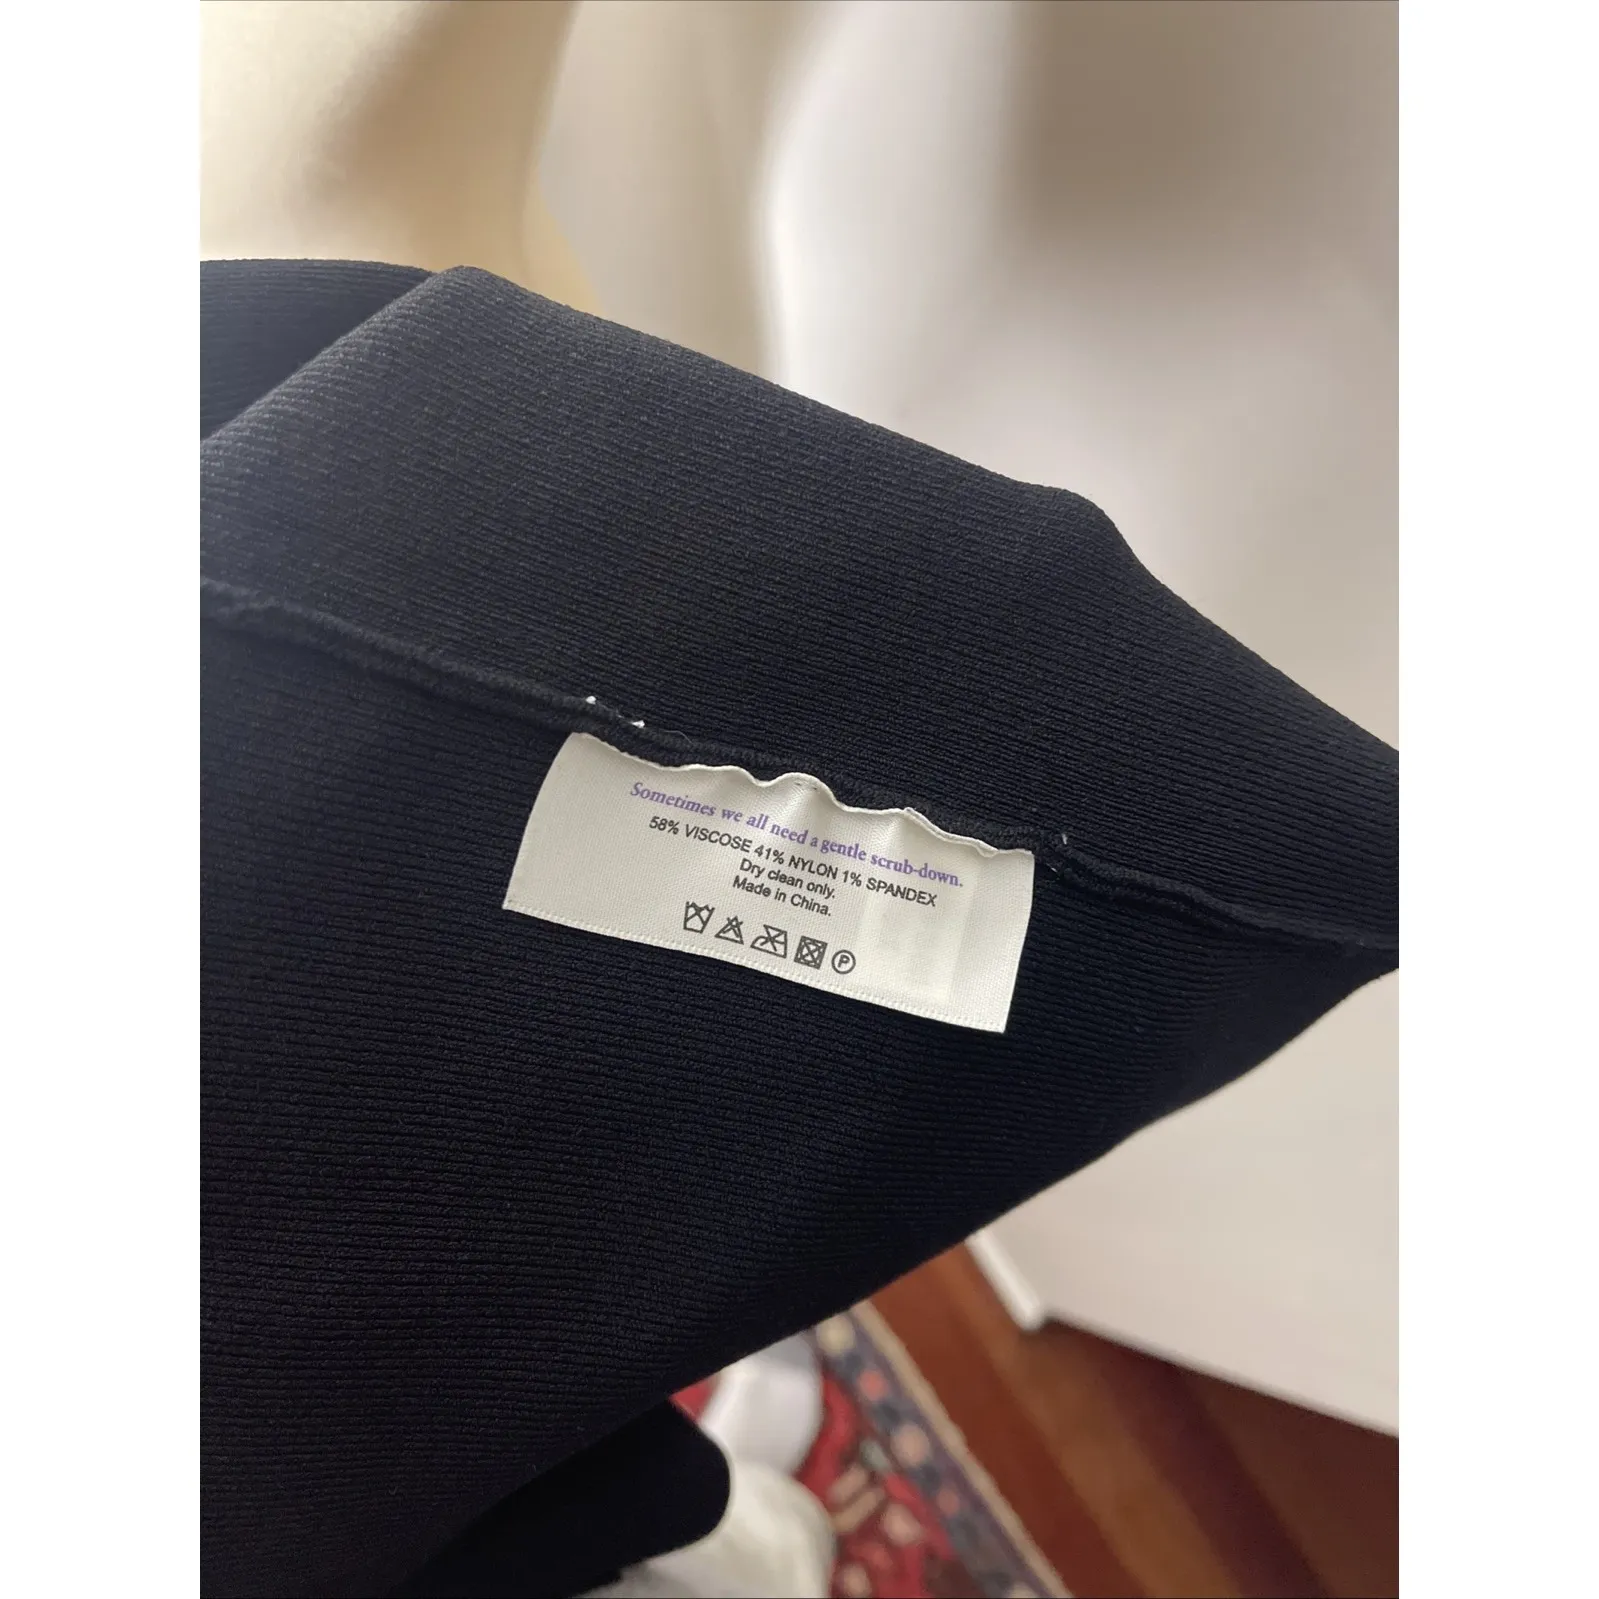 Sometimes we all need a gentle scrub-down.
58% VISCOSE 41% NYLON 1% SPANDEX
Dry clean only.
Made in China.
P